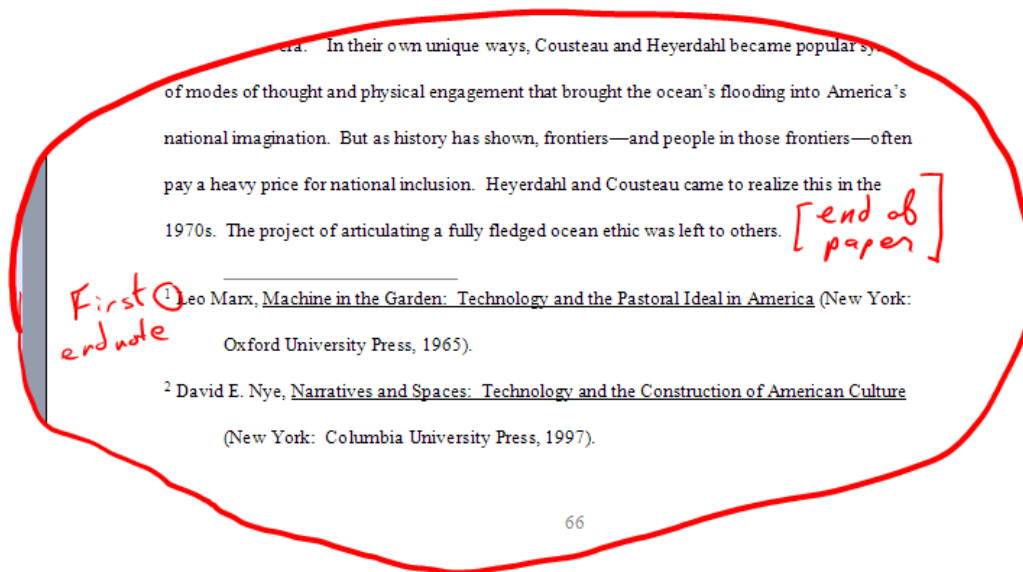 In their own unique ways, Cousteau and Heyerdahl became popular
of modes of thought and physical engagement that brought the ocean's flooding into America's
national imagination.  But as history has shown, frontiers—and people in those frontiers—often
pay a heavy price for national inclusion.  Heyerdahl and Cousteau came to realize this in the
1970s.  The project of articulating a fully fledged ocean ethic was left to others.
[end of
paper]
First
endnote
1 Leo Marx, Machine in the Garden:  Technology and the Pastoral Ideal in America (New York:
Oxford University Press, 1965).
2 David E. Nye, Narratives and Spaces:  Technology and the Construction of American Culture
(New York:  Columbia University Press, 1997).
66